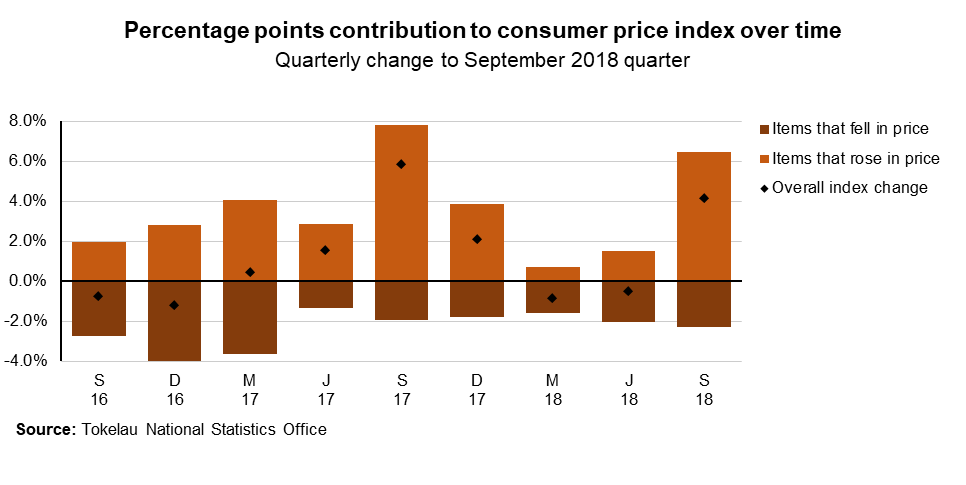 Percentage points contribution to consumer price index over time
Quarterly change to September 2018 quarter
8.0%
6.0%
4.0%
2.0%
0.0%
-2.0%
-4.0%
S D M J S D M J S
16 16 17 17 17 17 18 18 18
Items that fell in price
Items that rose in price
Overall index change
Source: Tokelau National Statistics Office